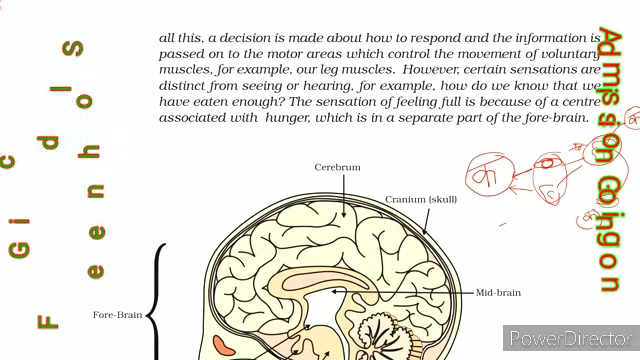 all this, a decision is made about how to respond and the information is
passed on to the motor areas which control the movement of voluntary
muscles, for example, our leg muscles. However, certain sensations are
distinct from seeing or hearing, for example, how do we know that we
have eaten enough? The sensation of feeling full is because of a centre
associated with hunger, which is in a separate part of the fore-brain.
Cerebrum
Cranium (skull)
Mid-brain
Fore-Brain
Admission Going on
PowerDirector